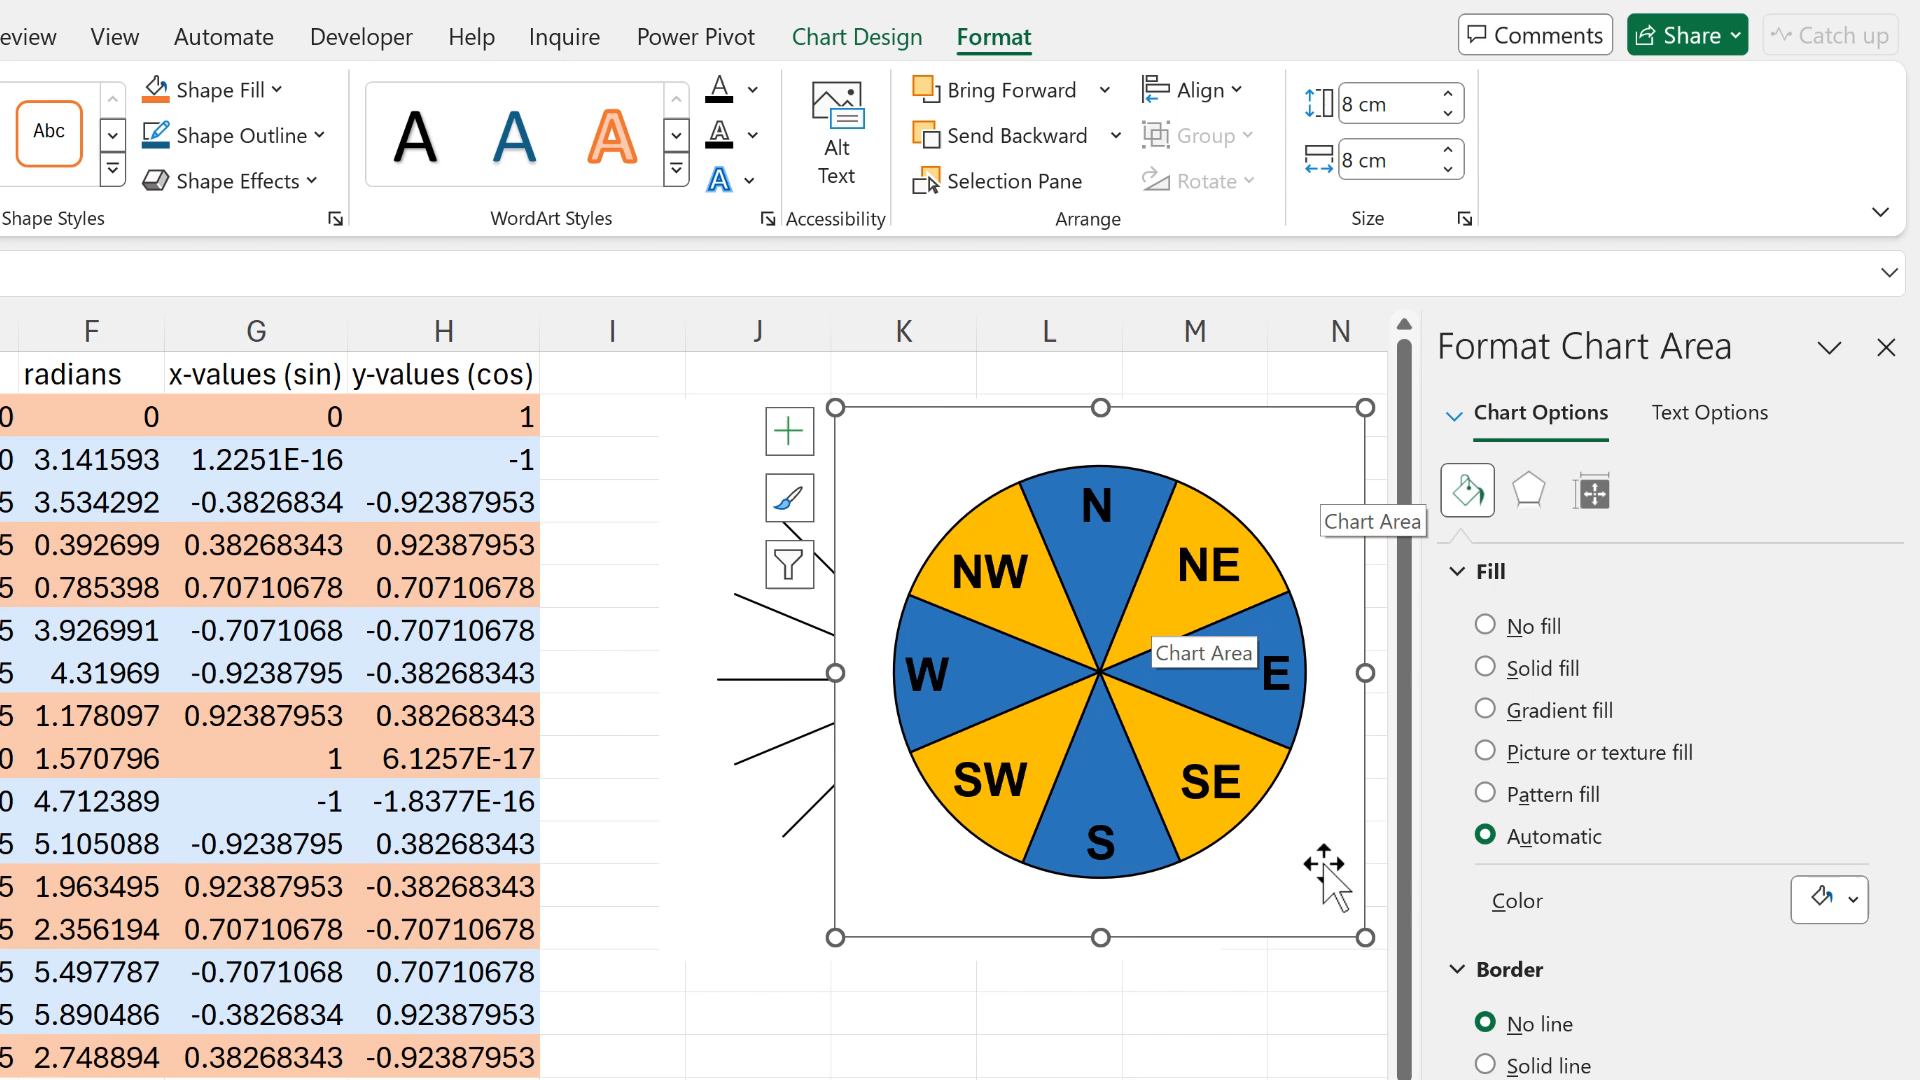 eview View Automate Developer Help Inquire Power Pivot Chart Design Format Comments Share Catch up
Abc
Shape Fill
Shape Outline
Shape Effects
Shape Styles
A A A
A
A
A
WordArt Styles
Alt
Text
Accessibility
Bring Forward
Send Backward
Selection Pane
Align
Group
Rotate
Arrange
8 cm
8 cm
Size
F G H I J K L M N
radians x-values (sin) y-values (cos)
0 0 0 1
0 3.141593 1.2251E-16 -1
5 3.534292 -0.3826834 -0.92387953
5 0.392699 0.38268343 0.92387953
5 0.785398 0.70710678 0.70710678
5 3.926991 -0.7071068 -0.70710678
5 4.31969 -0.9238795 -0.38268343
5 1.178097 0.92387953 0.38268343
0 1.570796 1 6.1257E-17
0 4.712389 -1 -1.8377E-16
5 5.105088 -0.9238795 0.38268343
5 1.963495 0.92387953 -0.38268343
5 2.356194 0.70710678 -0.70710678
5 5.497787 -0.7071068 0.70710678
5 5.890486 -0.3826834 0.92387953
5 2.748894 0.38268343 -0.92387953
N
NW NE
W E
SW SE
S
Chart Area
Chart Area
Format Chart Area
Chart Options Text Options
Fill
No fill
Solid fill
Gradient fill
Picture or texture fill
Pattern fill
Automatic
Color
Border
No line
Solid line